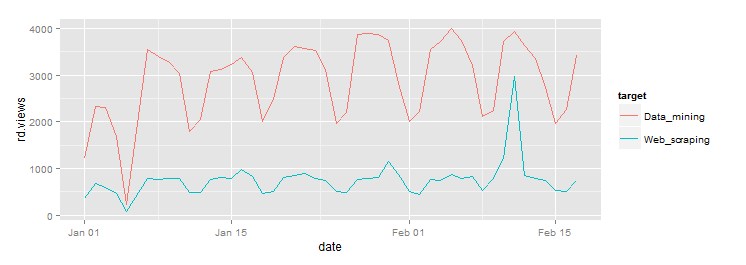 4000
3000
2000
1000
0
rd.views
Jan 01
Jan 15
Feb 01
Feb 15
date
target
Data_mining
Web_scraping